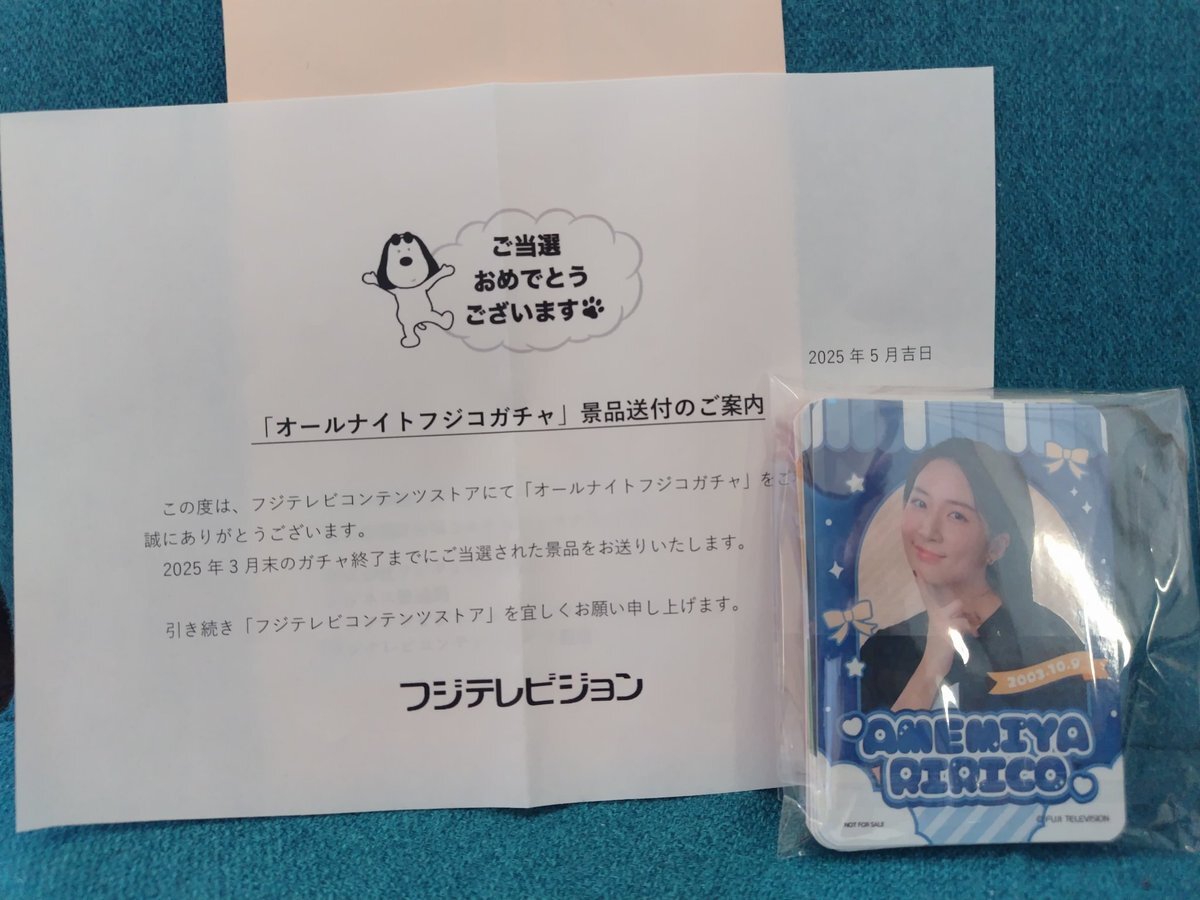 ご当選
おめでとう
ございます
2025年5月吉日
「オールナイトフジコガチャ」景品送付のご案内
この度は、フジテレビコンテンツストアにて「オールナイトフジコガチャ」をご
誠にありがとうございます。
2025年3月末のガチャ終了までにご当選された景品をお送りいたします。
引き続き「フジテレビコンテンツストア」を宜しくお願い申し上げます。
フジテレビジョン
2003.10.9
AMEMIYA
RIRICO
NOT FOR SALE
© FUJI TELEVISION